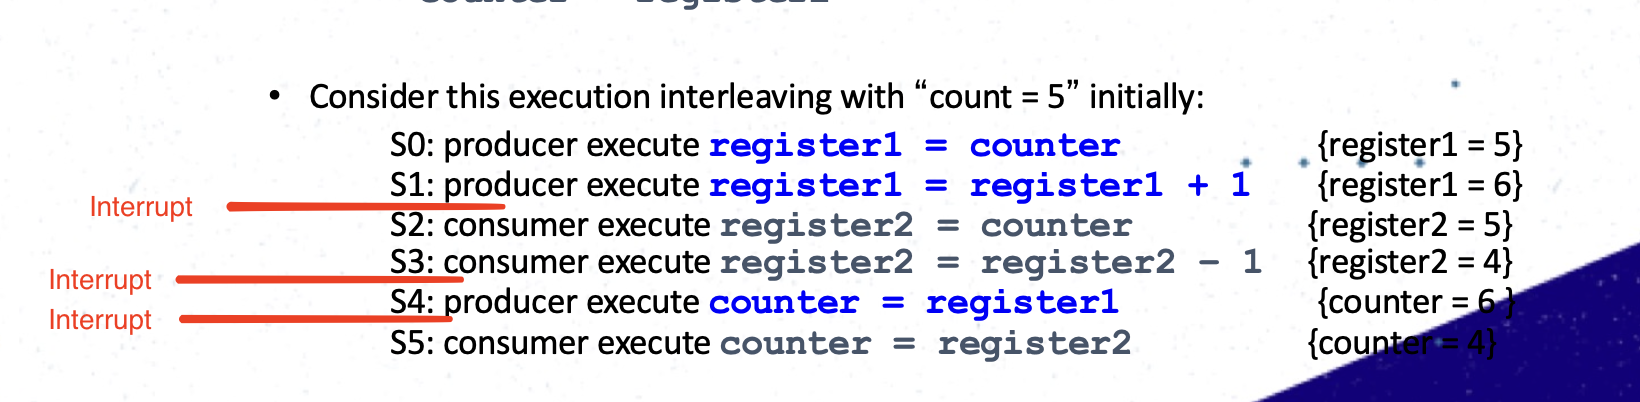 • Consider this execution interleaving with “count = 5” initially:
S0: producer execute register1 = counter {register1 = 5}
S1: producer execute register1 = register1 + 1 {register1 = 6}
Interrupt
S2: consumer execute register2 = counter {register2 = 5}
S3: consumer execute register2 = register2 - 1 {register2 = 4}
Interrupt
S4: producer execute counter = register1 {counter = 6 }
Interrupt
S5: consumer execute counter = register2 {counter = 4}